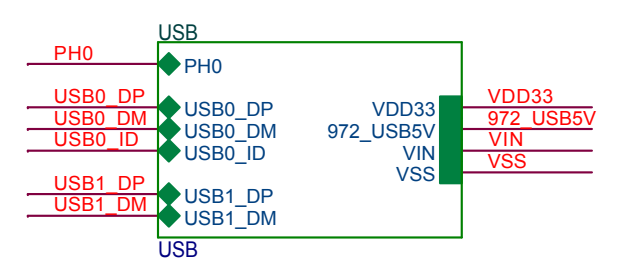 USB
PH0
PH0
USB0_DP
USB0_DP
USB0_DM
USB0_DM
USB0_ID
USB0_ID
USB1_DP
USB1_DP
USB1_DM
USB1_DM
VDD33
VDD33
972_USB5V
972_USB5V
VIN
VIN
VSS
VSS
USB